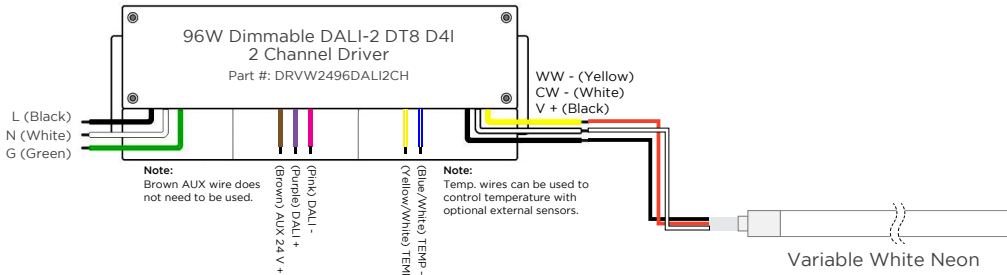 96W Dimmable DALI-2 DT8 D4I
2 Channel Driver
Part #: DRVW2496DALI2CH
WW - (Yellow)
CW - (White)
V + (Black)
L (Black)
N (White)
G (Green)
Note:
Brown AUX wire does
not need to be used.
(Brown) AUX 24 V +
(Purple) DALI +
(Pink) DALI -
(Yellow/White)
(Blue/White) TEMP -
Note:
Temp. wires can be used to
control temperature with
optional external sensors.
Variable White Neon